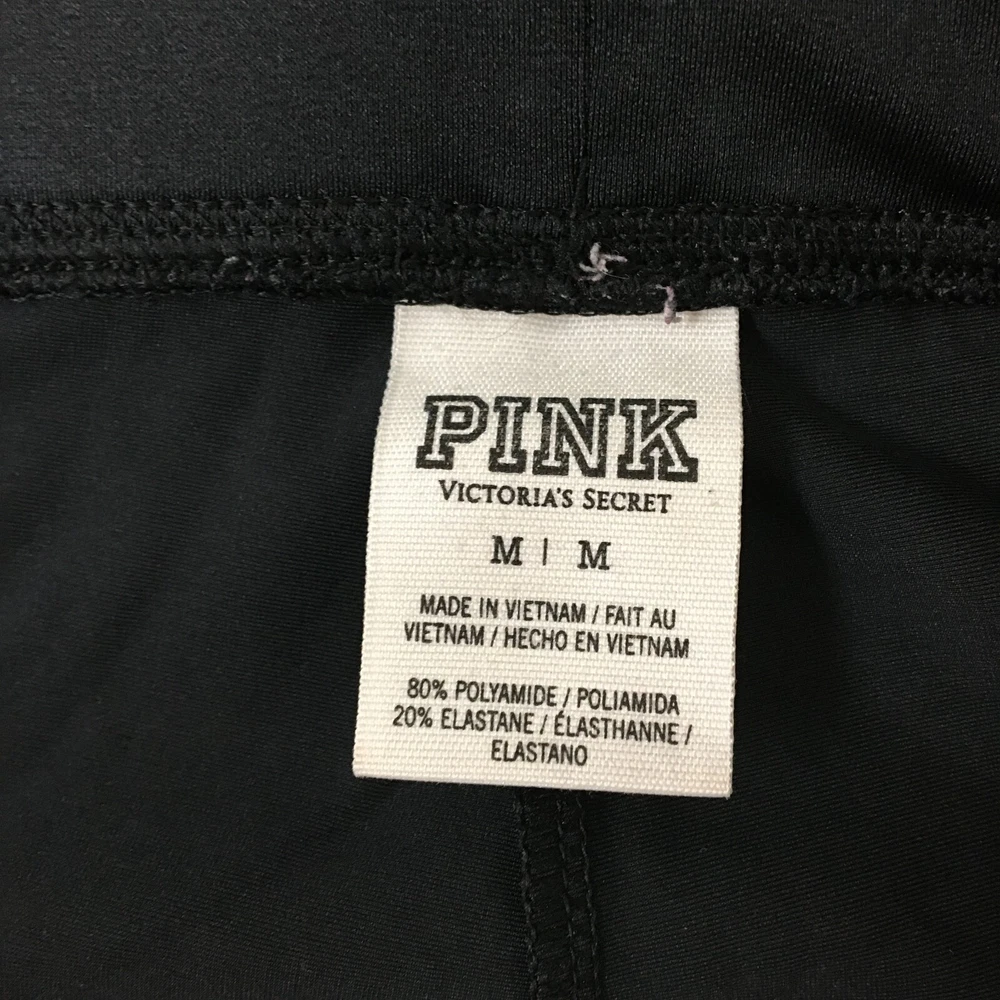 PINK
VICTORIA'S SECRET
M | M
MADE IN VIETNAM / FAIT AU
VIETNAM / HECHO EN VIETNAM
80% POLYAMIDE / POLIAMIDA
20% ELASTANE / ÉLASTHANNE /
ELASTANO